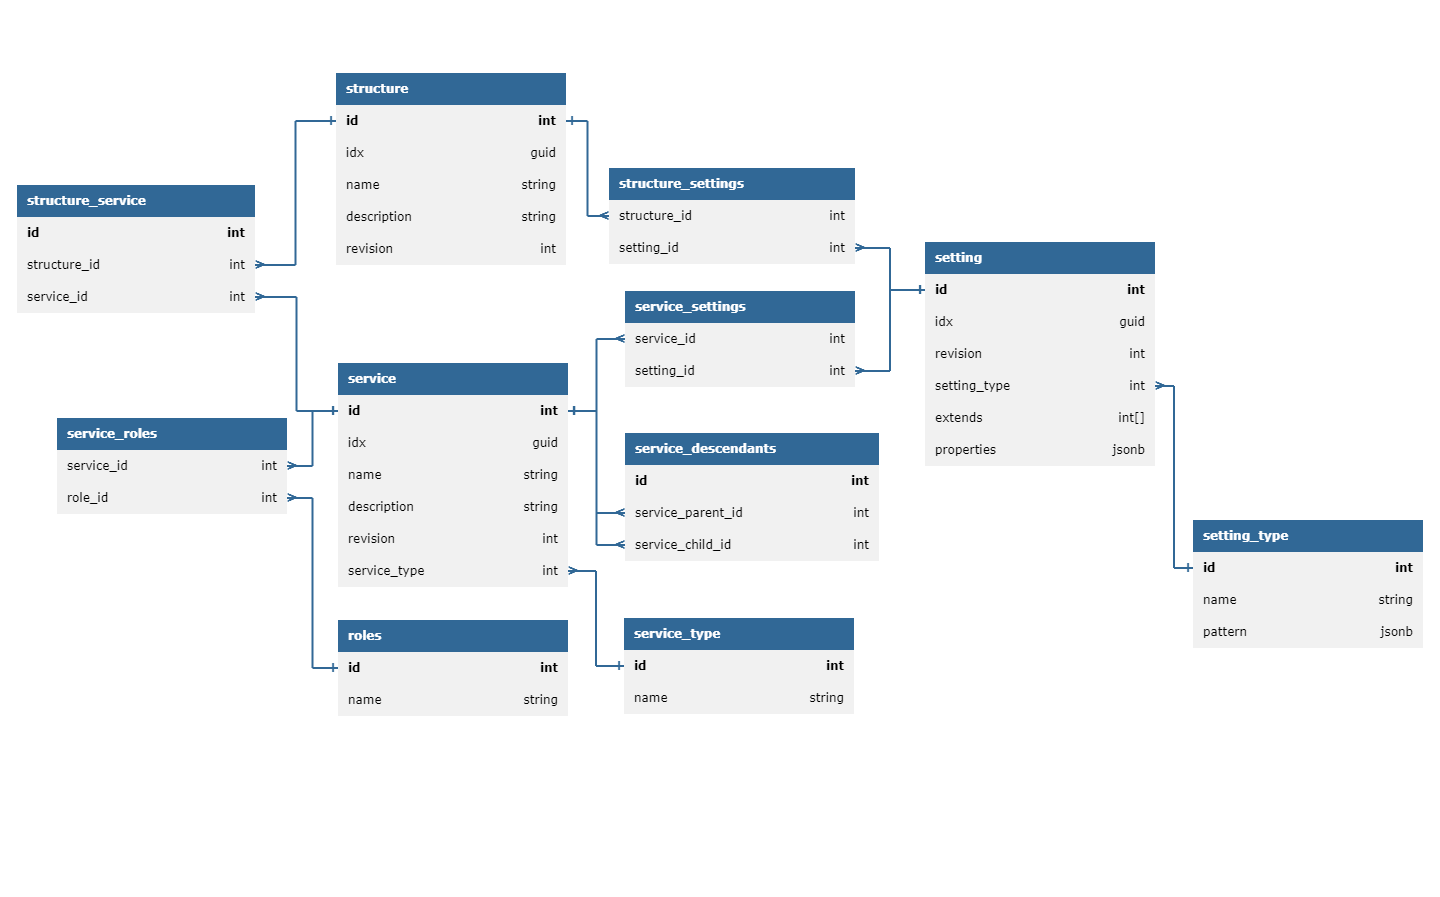 structure
id int
idx guid
name string
description string
revision int
structure_service
id int
structure_id int
service_id int
structure_settings
structure_id int
setting_id int
setting
id int
idx guid
revision int
setting_type int
extends int[]
properties jsonb
service_settings
service_id int
setting_id int
service
id int
idx guid
name string
description string
revision int
service_type int
service_roles
service_id int
role_id int
service_descendants
id int
service_parent_id int
service_child_id int
setting_type
id int
name string
pattern jsonb
roles
id int
name string
service_type
id int
name string